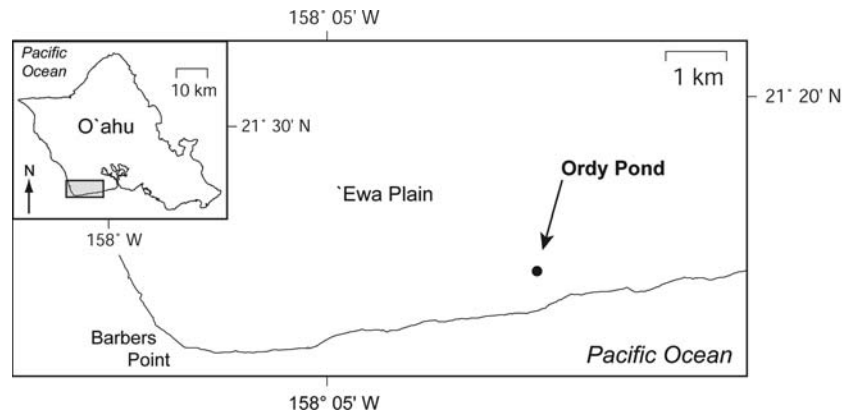 158˚ 05' W
Pacific
Ocean
10 km
1 km
21˚ 20' N
O`ahu
21˚ 30' N
N
Ordy Pond
`Ewa Plain
158˚ W
Barbers
Point
Pacific Ocean
158° 05' W